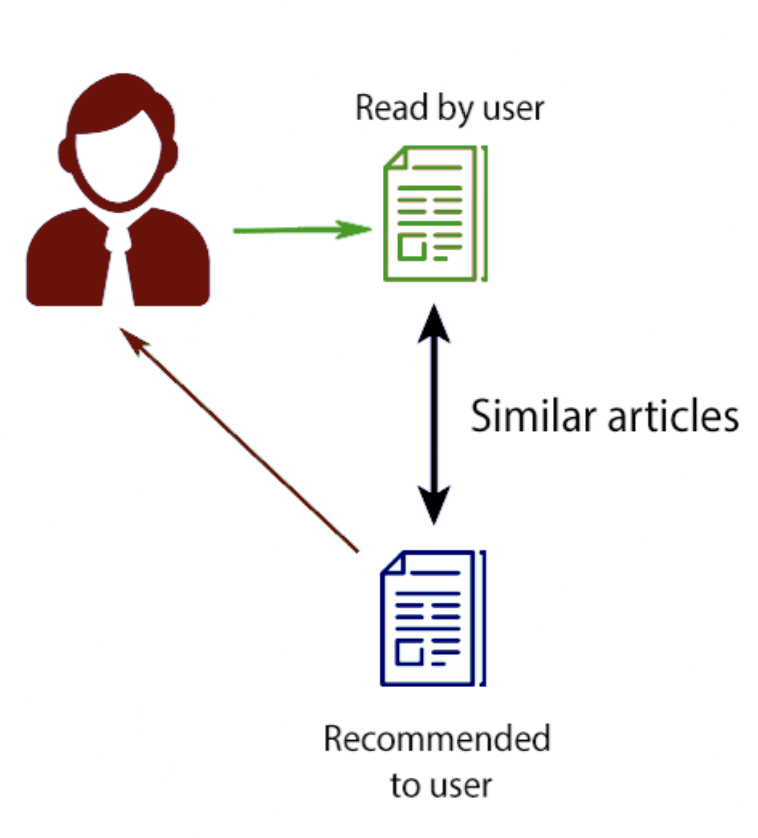 Read by user
Similar articles
Recommended
to user